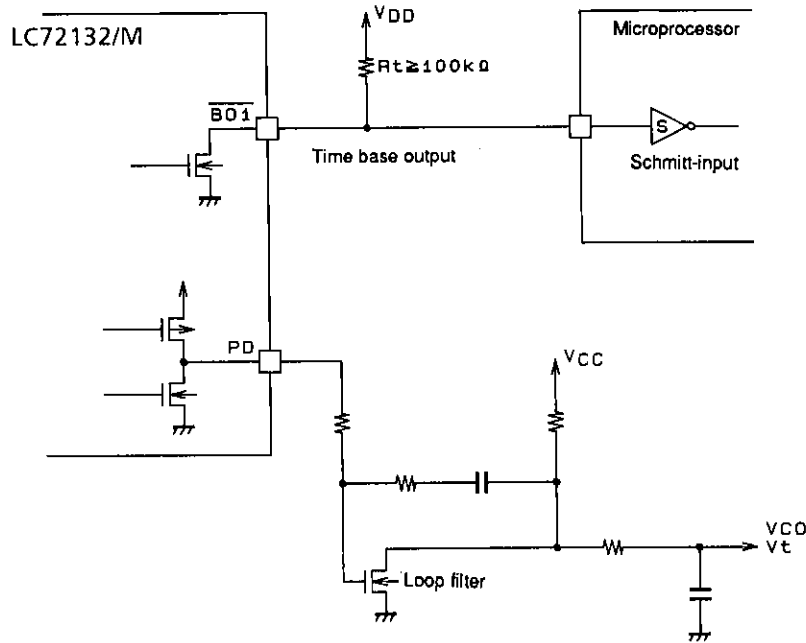 LC72132/M
VDD
Rt≧100kΩ
Microprocessor
BO1
S
Time base output
Schmitt-input
PD
VCC
VCO
Vt
Loop filter